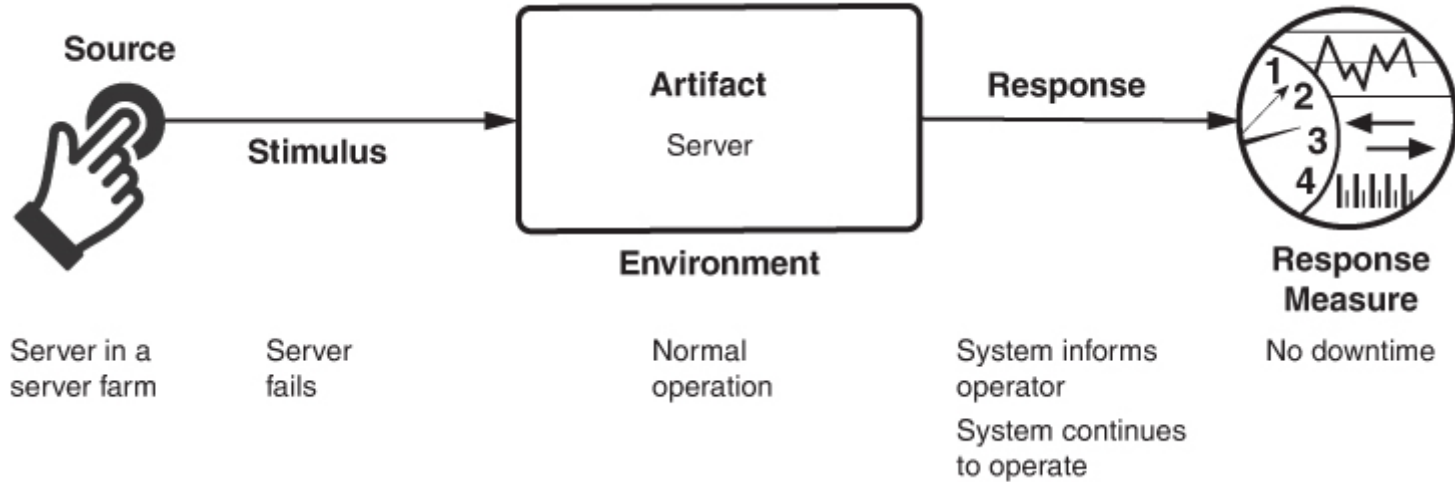 Source
Stimulus
Artifact
Server
Environment
Response
1
2
3
4
Response
Measure
Server in a
server farm
Server
fails
Normal
operation
System informs
operator
System continues
to operate
No downtime